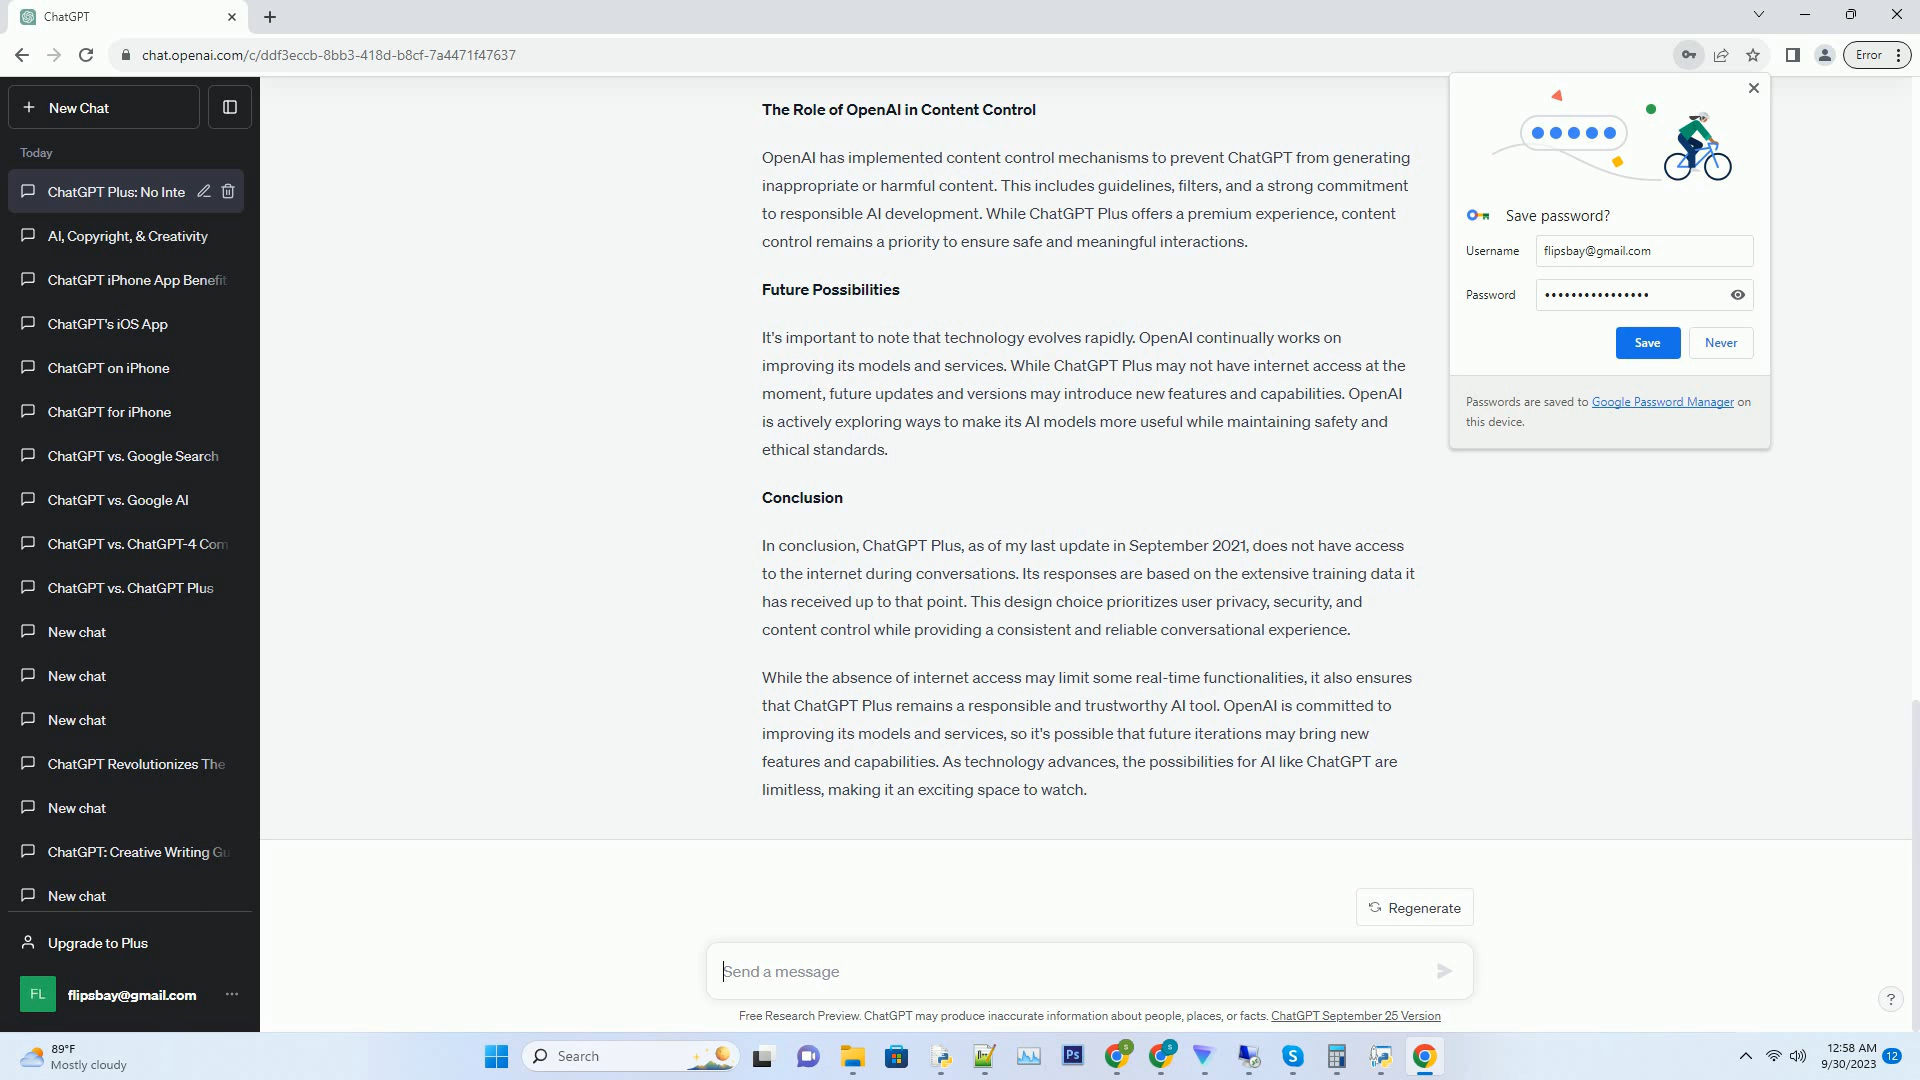 ChatGPT
chat.openai.com/c/ddf3eccb-8bb3-418d-b8cf-7a4471f47637
Error
New Chat
Today
ChatGPT Plus: No Inte
AI, Copyright, & Creativity
ChatGPT iPhone App Benefit
ChatGPT's iOS App
ChatGPT on iPhone
ChatGPT for iPhone
ChatGPT vs. Google Search
ChatGPT vs. Google AI
ChatGPT vs. ChatGPT-4 Com
ChatGPT vs. ChatGPT Plus
New chat
New chat
New chat
ChatGPT Revolutionizes The
New chat
ChatGPT: Creative Writing Gu
New chat
Upgrade to Plus
FL
flipsbay@gmail.com
The Role of OpenAI in Content Control
OpenAI has implemented content control mechanisms to prevent ChatGPT from generating
inappropriate or harmful content. This includes guidelines, filters, and a strong commitment
to responsible AI development. While ChatGPT Plus offers a premium experience, content
control remains a priority to ensure safe and meaningful interactions.
Future Possibilities
It's important to note that technology evolves rapidly. OpenAI continually works on
improving its models and services. While ChatGPT Plus may not have internet access at the
moment, future updates and versions may introduce new features and capabilities. OpenAI
is actively exploring ways to make its AI models more useful while maintaining safety and
ethical standards.
Conclusion
In conclusion, ChatGPT Plus, as of my last update in September 2021, does not have access
to the internet during conversations. Its responses are based on the extensive training data it
has received up to that point. This design choice prioritizes user privacy, security, and
content control while providing a consistent and reliable conversational experience.
While the absence of internet access may limit some real-time functionalities, it also ensures
that ChatGPT Plus remains a responsible and trustworthy AI tool. OpenAI is committed to
improving its models and services, so it's possible that future iterations may bring new
features and capabilities. As technology advances, the possibilities for AI like ChatGPT are
limitless, making it an exciting space to watch.
Regenerate
Send a message
Free Research Preview. ChatGPT may produce inaccurate information about people, places, or facts. ChatGPT September 25 Version
?
Save password?
Username
flipsbay@gmail.com
Password
••••••••••••••••
Save
Never
Passwords are saved to Google Password Manager on
this device.
89°F
Mostly cloudy
Search
Ps
S
S
12:58 AM
9/30/2023
12